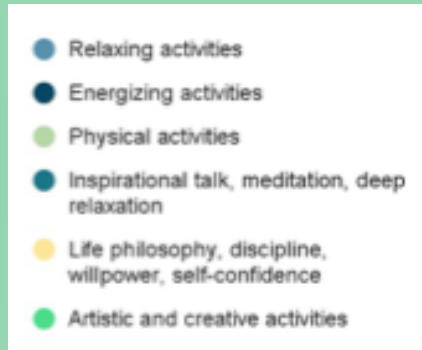 Relaxing activities
Energizing activities
Physical activities
Inspirational talk, meditation, deep
relaxation
Life philosophy, discipline,
willpower, self-confidence
Artistic and creative activities